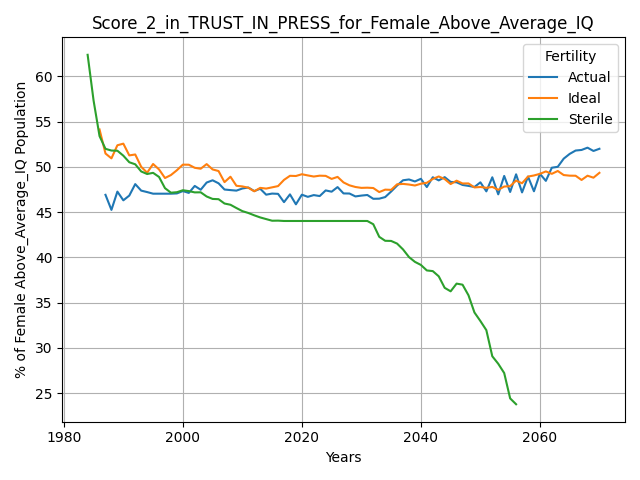 Score_2_in_TRUST_IN_PRESS_for_Female_Above_Average_IQ
% of Female Above_Average_IQ Population
60
55
50
45
40
35
30
25
Fertility
Actual
Ideal
Sterile
1980
2000
2020
2040
2060
Years